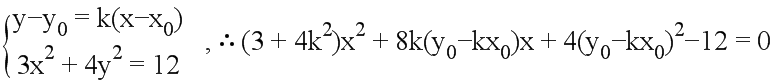 { y−y₀ = k(x−x₀)
3x² + 4y² = 12 , ∴ (3 + 4k²)x² + 8k(y₀−kx₀)x + 4(y₀−kx₀)²−12 = 0